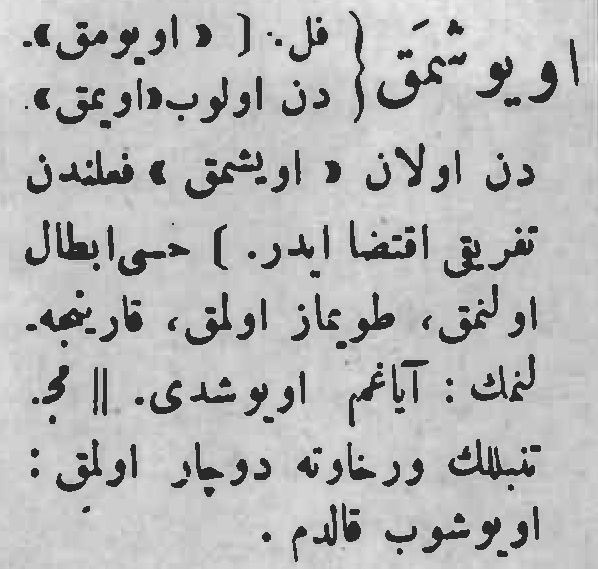 اويوشمَق { فل. [ « اويومق».
دن اولوب«اويمق».
دن اولان « اويشمق » فعلندن
تفريقى اقتضا ايدر. ] حسى ابطال
اولنمق، طويماز اولمق، قارينجه.
لنمك : آياغم اويوشدى. || مج.
تنبللك ورخاوته دوچار اولمق :
اويوشوب قالدم .